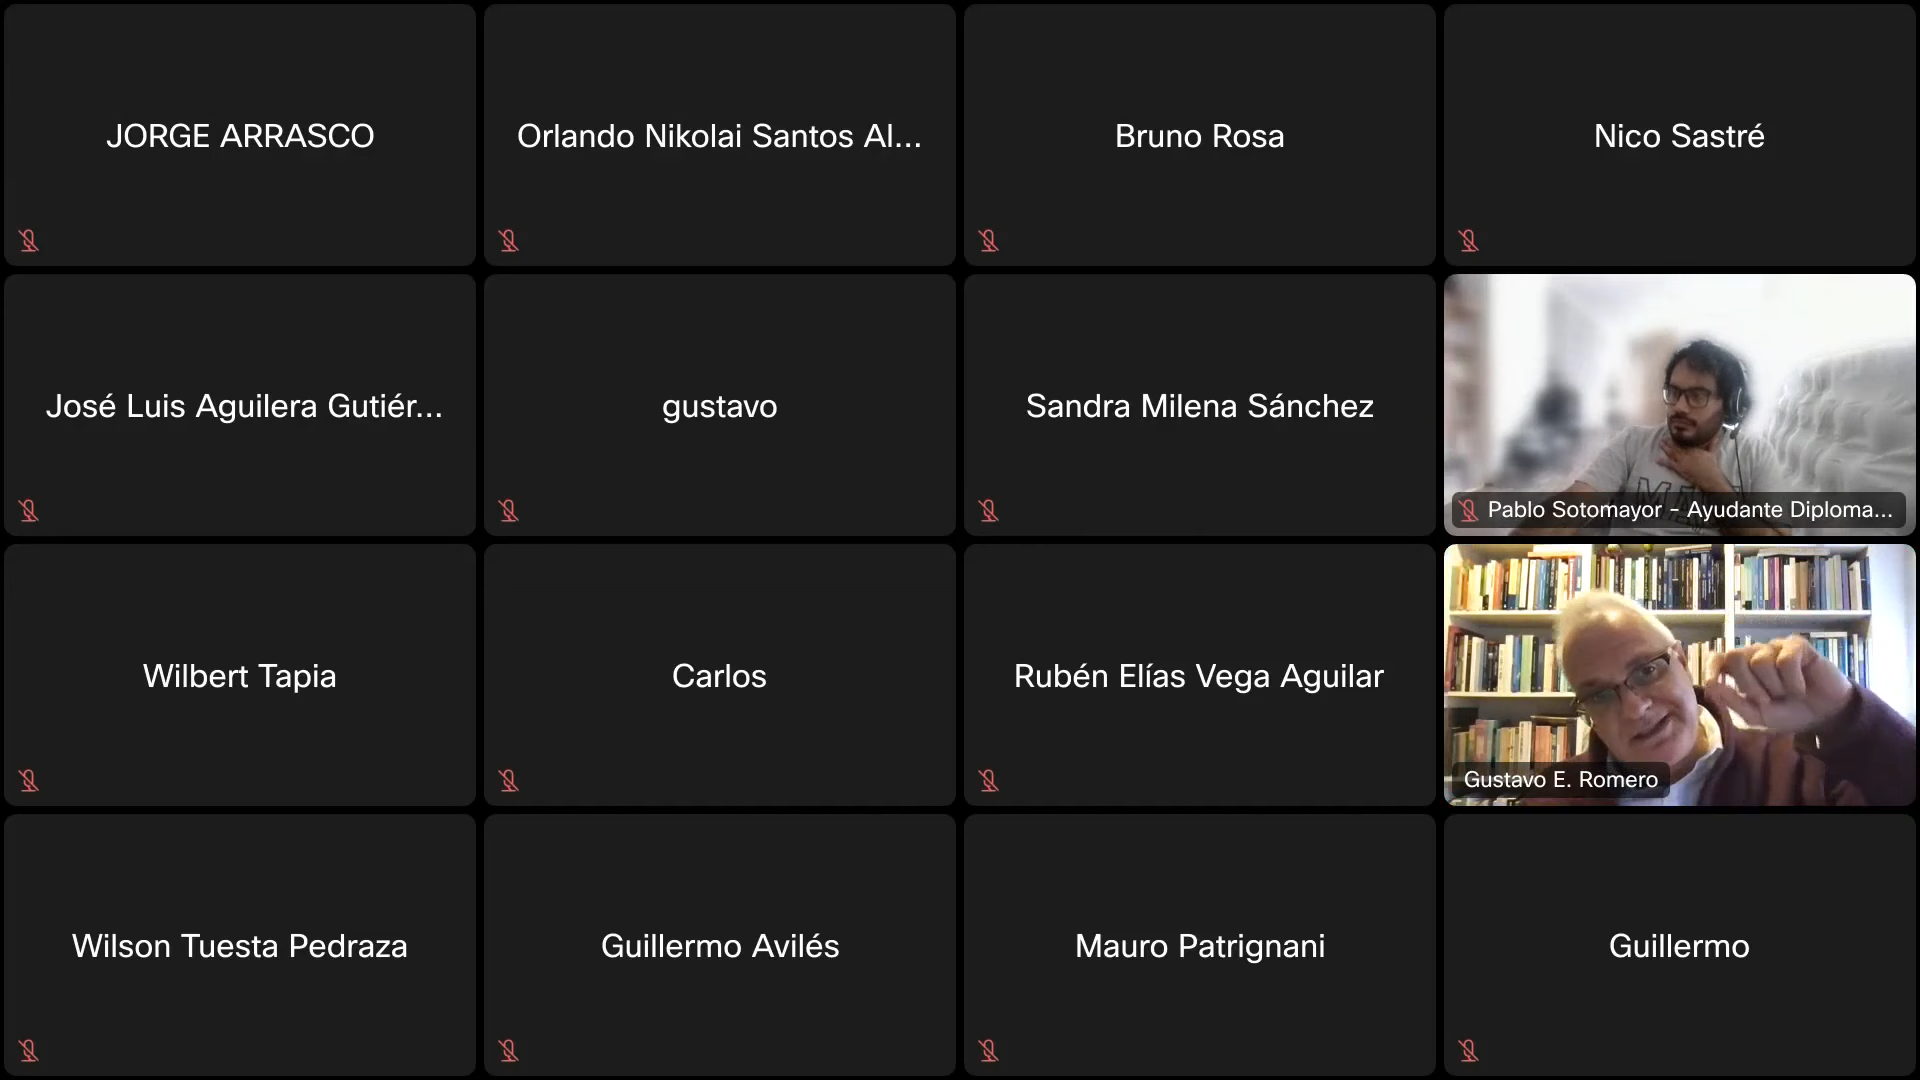 JORGE ARRASCO
Orlando Nikolai Santos Al...
Bruno Rosa
Nico Sastré
José Luis Aguilera Gutiér...
gustavo
Sandra Milena Sánchez
Pablo Sotomayor - Ayudante Diploma...
Wilbert Tapia
Carlos
Rubén Elías Vega Aguilar
Gustavo E. Romero
Wilson Tuesta Pedraza
Guillermo Avilés
Mauro Patrignani
Guillermo